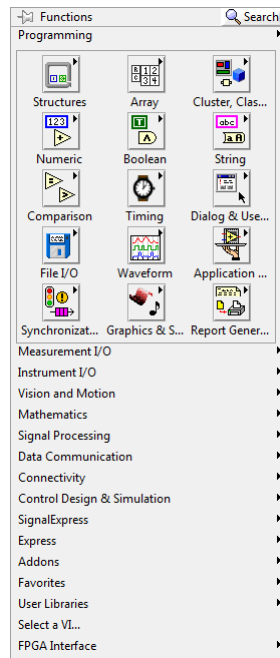 Functions
Search
Programming
Structures
Array
Cluster, Clas...
123
Numeric
Boolean
abc
String
Comparison
Timing
Dialog & Use...
File I/O
Waveform
Application ...
Synchronizat...
Graphics & S...
Report Gener...
Measurement I/O
Instrument I/O
Vision and Motion
Mathematics
Signal Processing
Data Communication
Connectivity
Control Design & Simulation
SignalExpress
Express
Addons
Favorites
User Libraries
Select a VI...
FPGA Interface